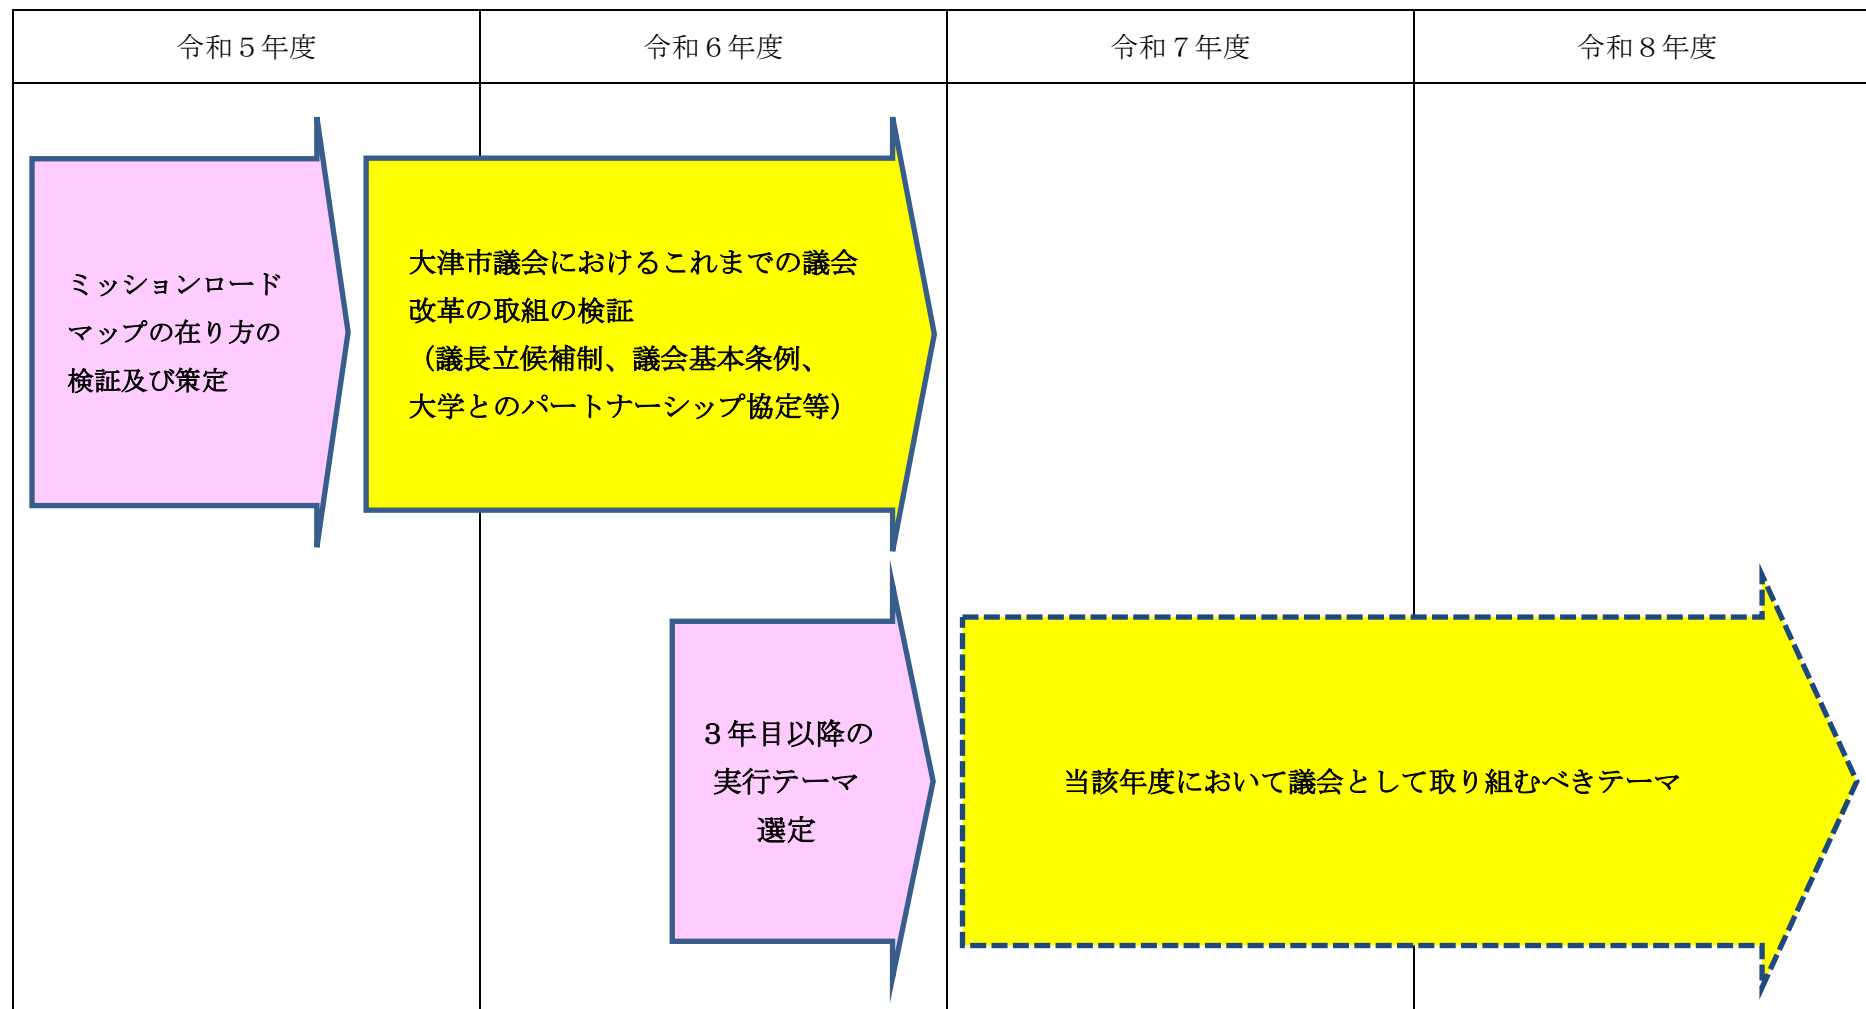 令和５年度
令和６年度
令和７年度
令和８年度
ミッションロード
マップの在り方の
検証及び策定
大津市議会におけるこれまでの議会
改革の取組の検証
（議長立候補制、議会基本条例、
大学とのパートナーシップ協定等）
３年目以降の
実行テーマ
選定
当該年度において議会として取り組むべきテーマ